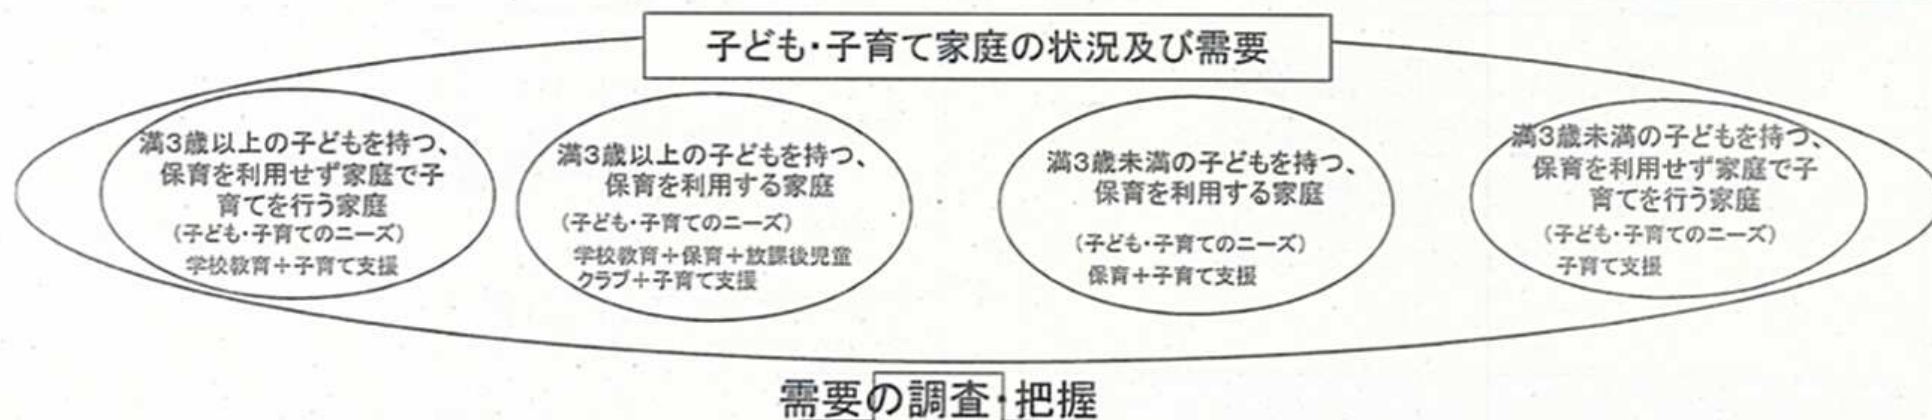 子ども・子育て家庭の状況及び需要
満3歳以上の子どもを持つ、
保育を利用せず家庭で子
育てを行う家庭
(子ども・子育てのニーズ)
学校教育+子育て支援
満3歳以上の子どもを持つ、
保育を利用する家庭
(子ども・子育てのニーズ)
学校教育+保育+放課後児童
クラブ+子育て支援
満3歳未満の子どもを持つ、
保育を利用する家庭
(子ども・子育てのニーズ)
保育+子育て支援
満3歳未満の子どもを持つ、
保育を利用せず家庭で子
育てを行う家庭
(子ども・子育てのニーズ)
子育て支援
需要の調査・把握